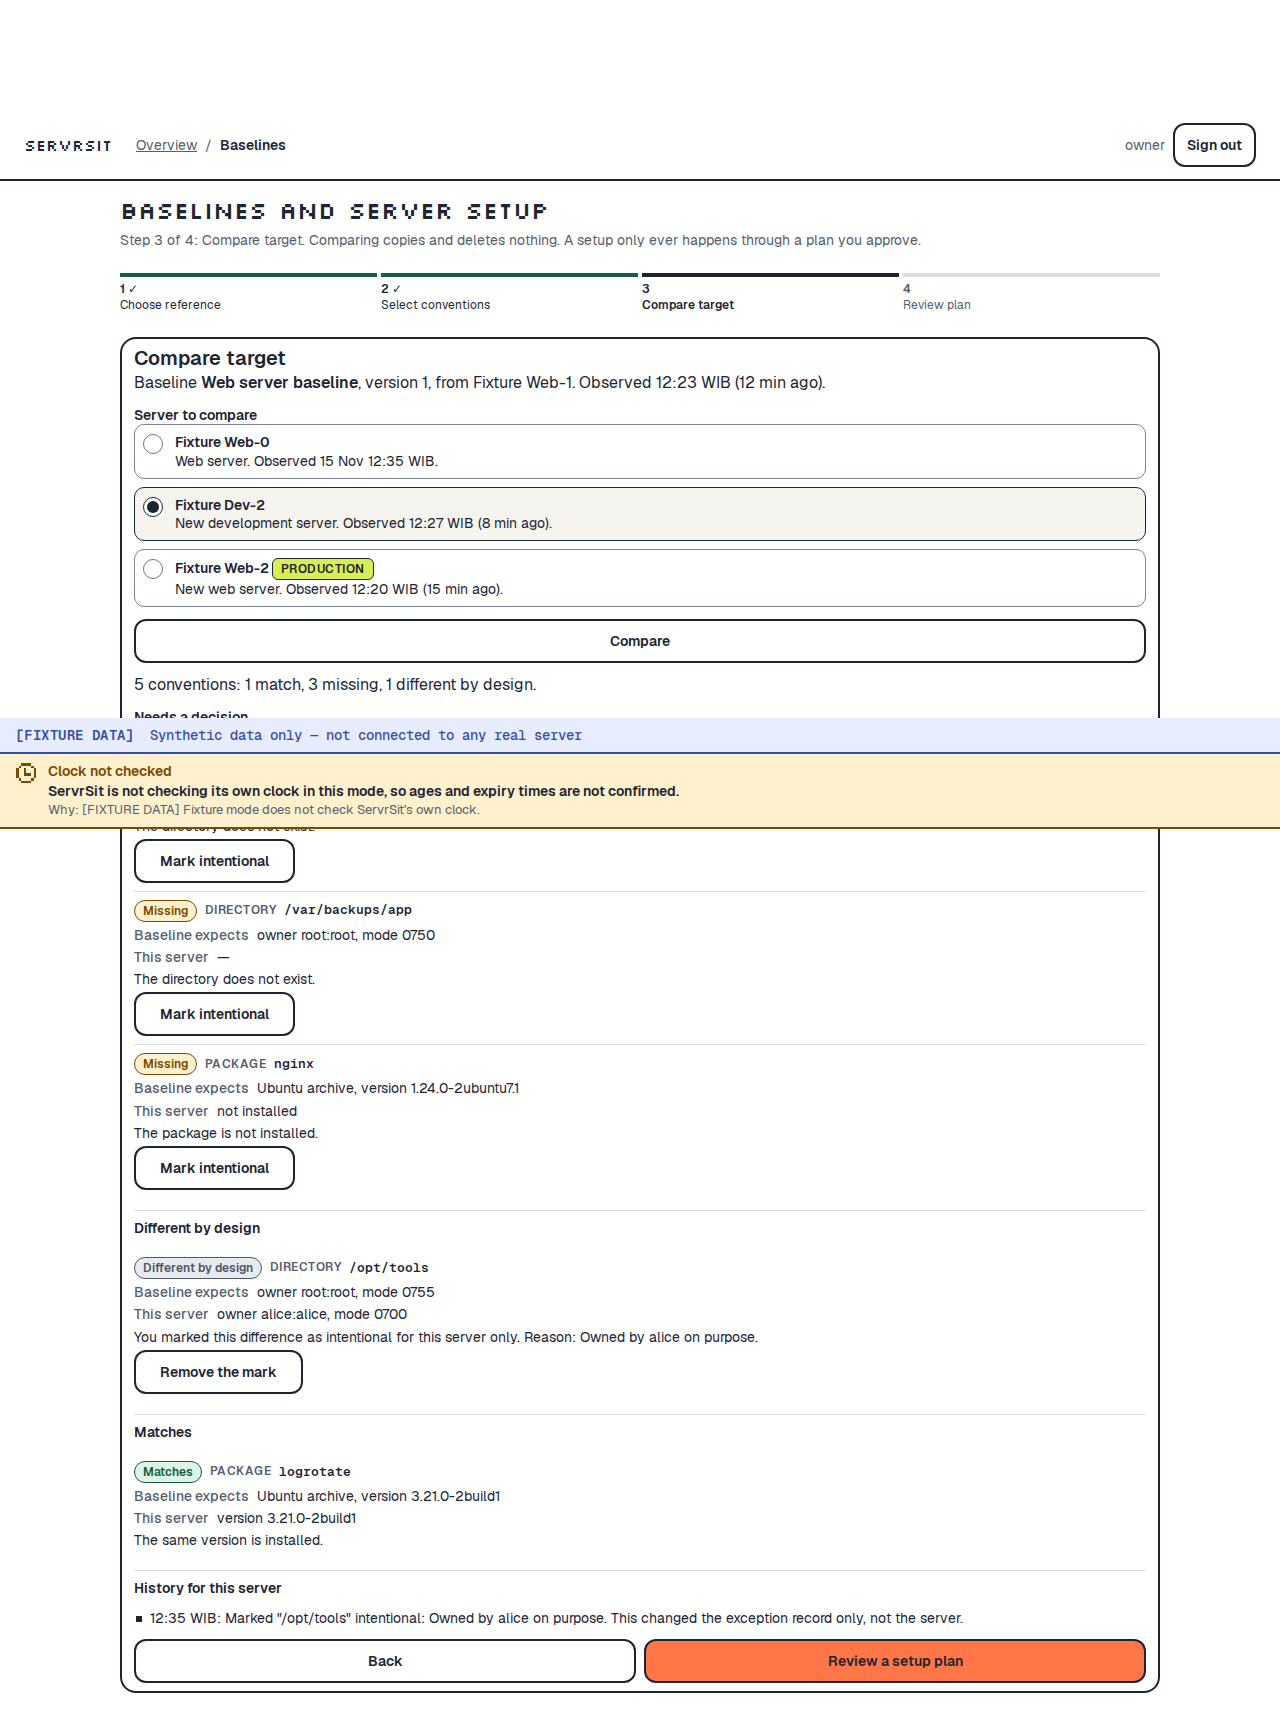 SERVRSIT Overview / Baselines owner Sign out
BASELINES AND SERVER SETUP
Step 3 of 4: Compare target. Comparing copies and deletes nothing. A setup only ever happens through a plan you approve.
1 ✓ 2 ✓ 3 4
Choose reference Select conventions Compare target Review plan
Compare target
Baseline Web server baseline, version 1, from Fixture Web-1. Observed 12:23 WIB (12 min ago).
Server to compare
Fixture Web-0
Web server. Observed 15 Nov 12:35 WIB.
Fixture Dev-2
New development server. Observed 12:27 WIB (8 min ago).
Fixture Web-2 PRODUCTION
New web server. Observed 12:20 WIB (15 min ago).
Compare
5 conventions: 1 match, 3 missing, 1 different by design.
Needs a decision
[FIXTURE DATA] Synthetic data only — not connected to any real server
Clock not checked
ServrSit is not checking its own clock in this mode, so ages and expiry times are not confirmed.
Why: [FIXTURE DATA] Fixture mode does not check ServrSit's own clock.
The directory does not exist.
Mark intentional
Missing DIRECTORY /var/backups/app
Baseline expects owner root:root, mode 0750
This server —
The directory does not exist.
Mark intentional
Missing PACKAGE nginx
Baseline expects Ubuntu archive, version 1.24.0-2ubuntu7.1
This server not installed
The package is not installed.
Mark intentional
Different by design
Different by design DIRECTORY /opt/tools
Baseline expects owner root:root, mode 0755
This server owner alice:alice, mode 0700
You marked this difference as intentional for this server only. Reason: Owned by alice on purpose.
Remove the mark
Matches
Matches PACKAGE logrotate
Baseline expects Ubuntu archive, version 3.21.0-2build1
This server version 3.21.0-2build1
The same version is installed.
History for this server
12:35 WIB: Marked "/opt/tools" intentional: Owned by alice on purpose. This changed the exception record only, not the server.
Back Review a setup plan